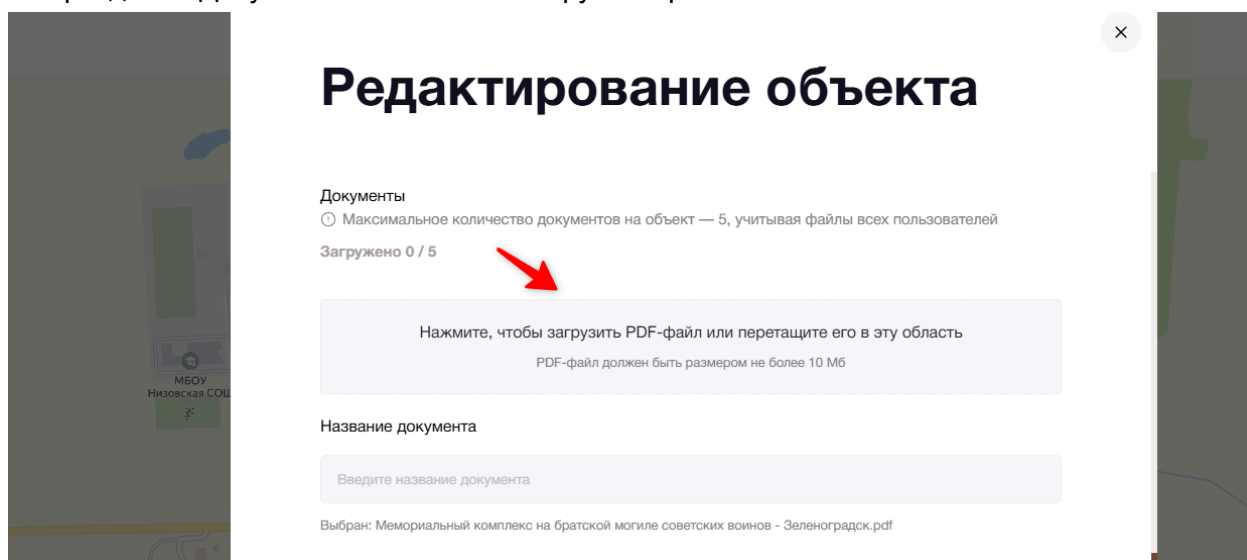 Редактирование объекта
Документы
Максимальное количество документов на объект — 5, учитывая файлы всех пользователей
Загружено 0 / 5
Нажмите, чтобы загрузить PDF-файл или перетащите его в эту область
PDF-файл должен быть размером не более 10 Мб
МБОУ
Низовская СОШ
Название документа
Введите название документа
Выбран: Мемориальный комплекс на братской могиле советских воинов - Зеленоградск.pdf